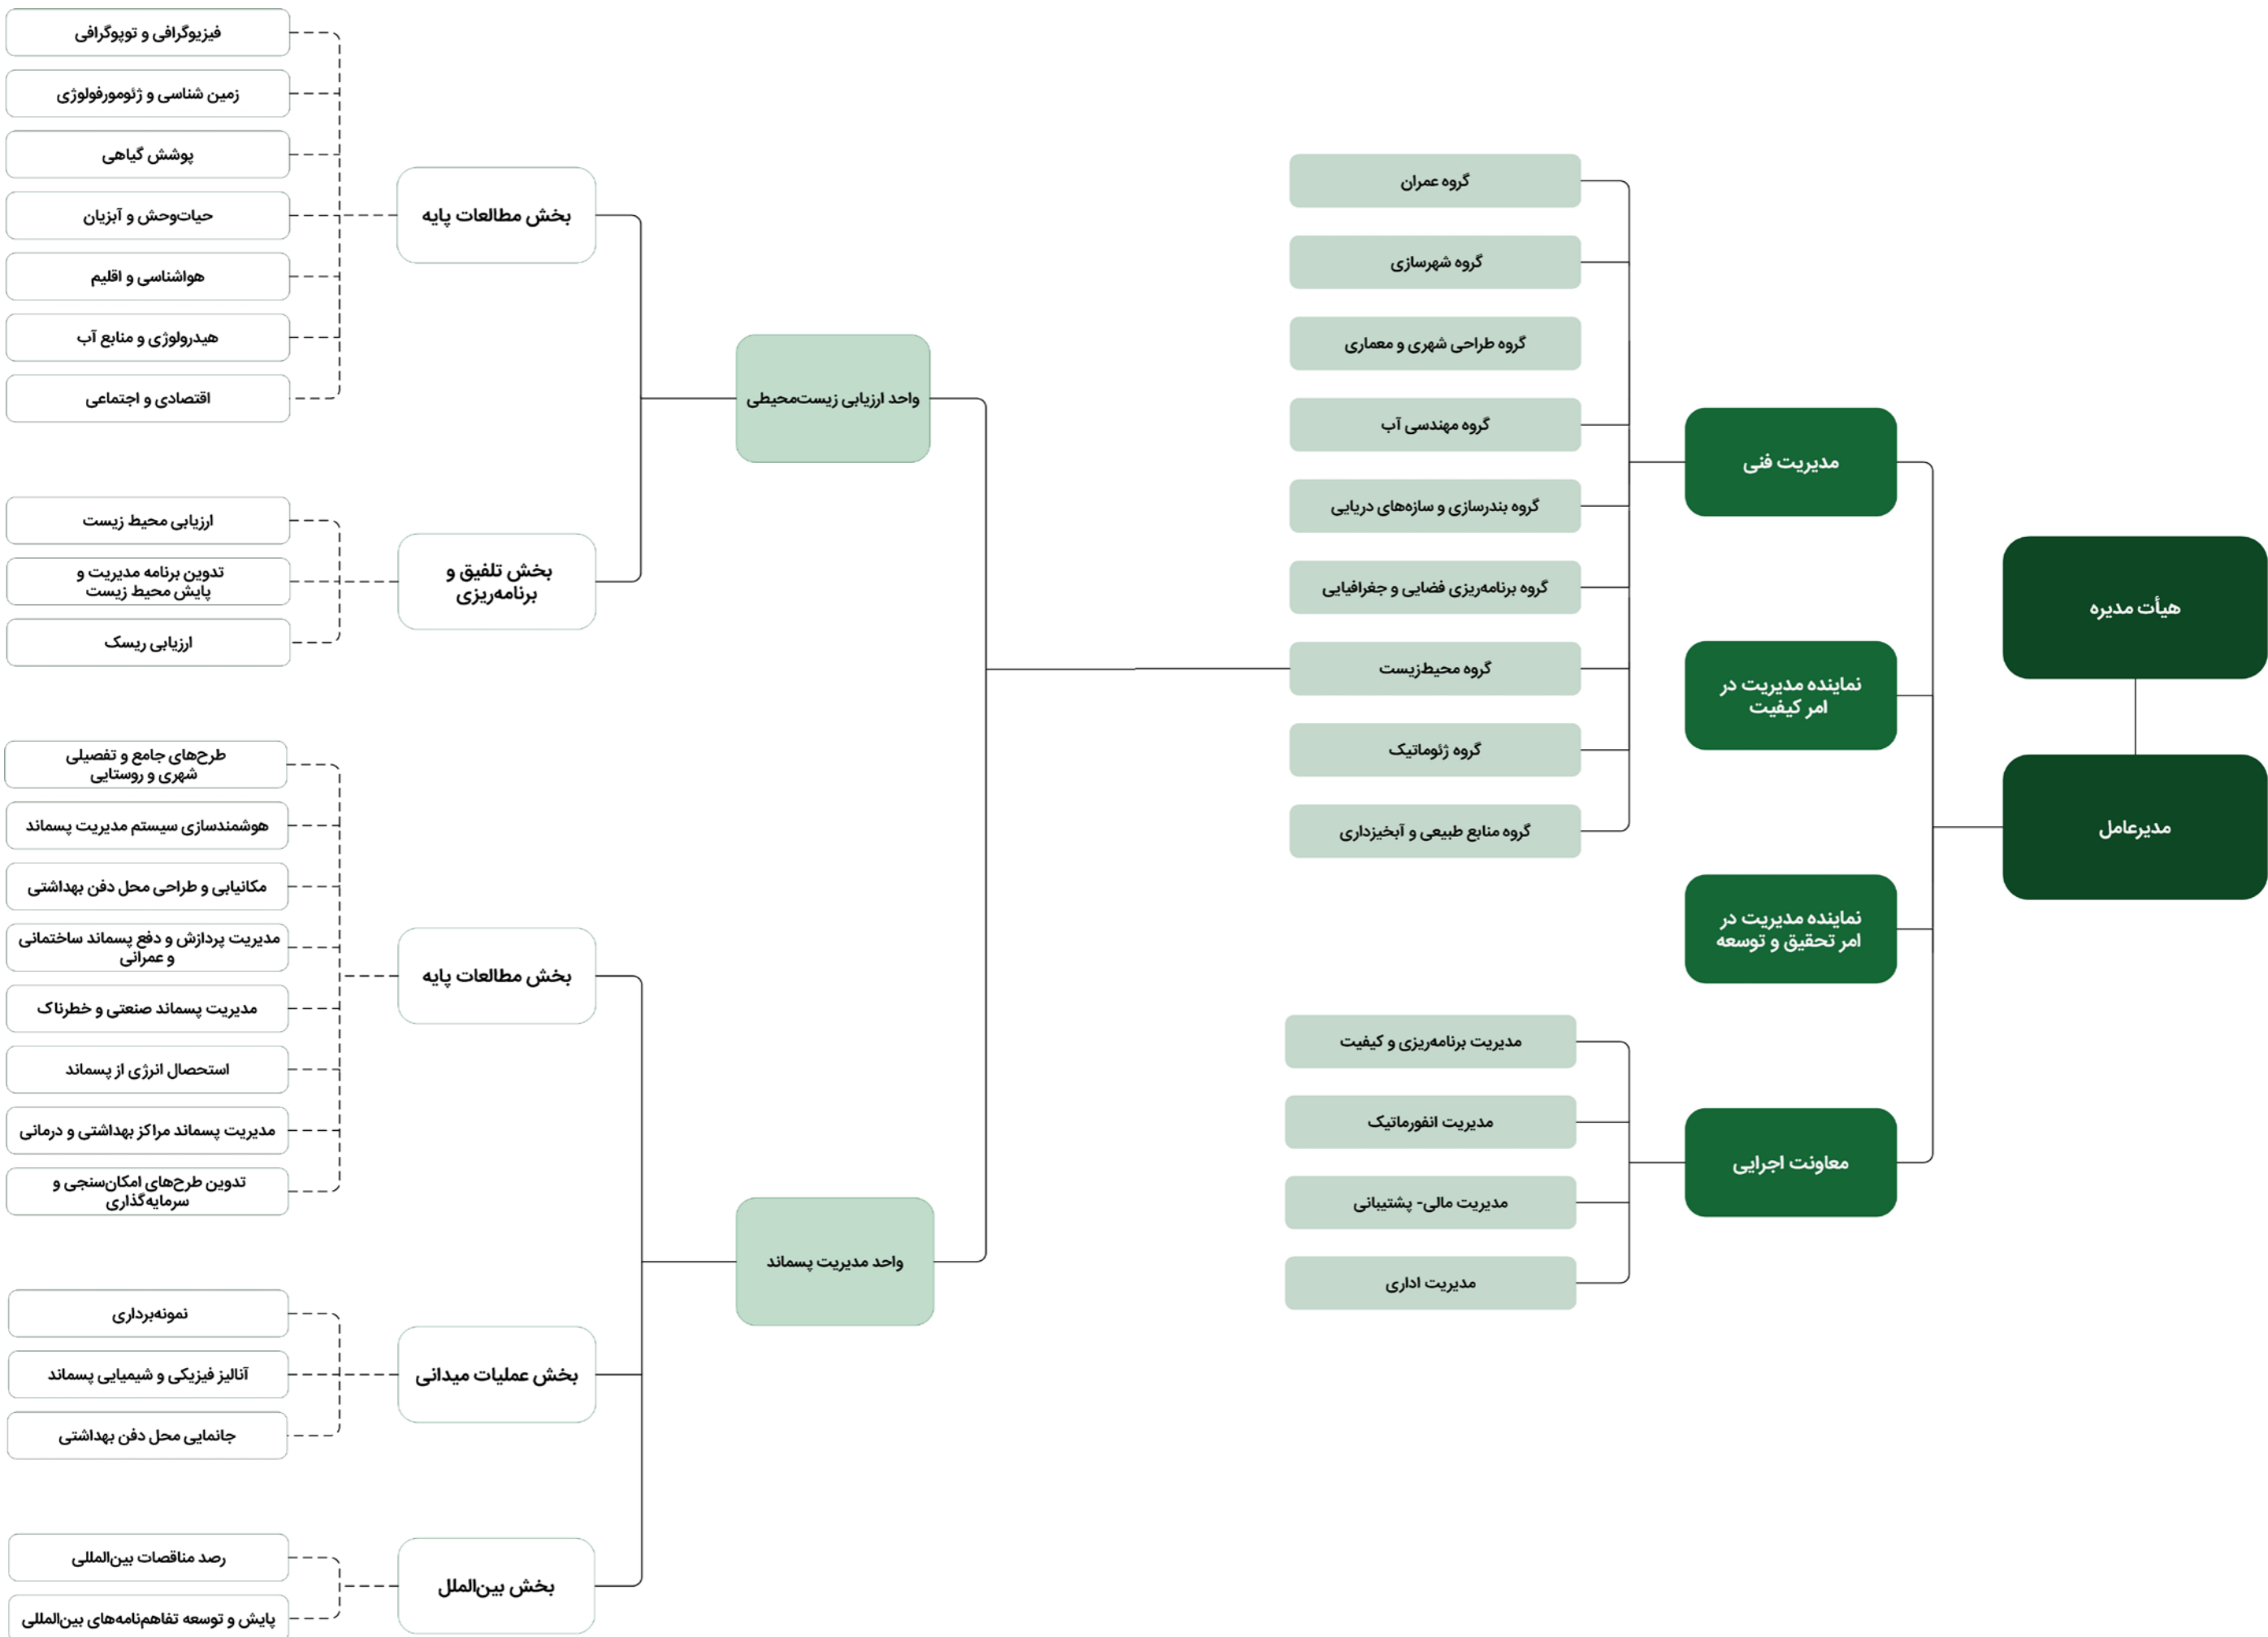 هیأت مدیره
مدیرعامل
مدیریت فنی
نماینده مدیریت در
امر کیفیت
نماینده مدیریت در
امر تحقیق و توسعه
معاونت اجرایی
گروه عمران
گروه شهرسازی
گروه طراحی شهری و معماری
گروه مهندسی آب
گروه بندرسازی و سازه‌های دریایی
گروه برنامه‌ریزی فضایی و جغرافیایی
گروه محیط‌زیست
گروه ژئوماتیک
گروه منابع طبیعی و آبخیزداری
مدیریت برنامه‌ریزی و کیفیت
مدیریت انفورماتیک
مدیریت مالی- پشتیبانی
مدیریت اداری
واحد ارزیابی زیست‌محیطی
بخش مطالعات پایه
فیزیوگرافی و توپوگرافی
زمین شناسی و ژئومورفولوژی
پوشش گیاهی
حیات‌وحش و آبزیان
هواشناسی و اقلیم
هیدرولوژی و منابع آب
اقتصادی و اجتماعی
بخش تلفیق و
برنامه‌ریزی
ارزیابی محیط زیست
تدوین برنامه مدیریت و
پایش محیط زیست
ارزیابی ریسک
واحد مدیریت پسماند
بخش مطالعات پایه
طرح‌های جامع و تفصیلی
شهری و روستایی
هوشمندسازی سیستم مدیریت پسماند
مکانیابی و طراحی محل دفن بهداشتی
مدیریت پردازش و دفع پسماند ساختمانی
و عمرانی
مدیریت پسماند صنعتی و خطرناک
استحصال انرژی از پسماند
مدیریت پسماند مراکز بهداشتی و درمانی
تدوین طرح‌های امکان‌سنجی و
سرمایه‌گذاری
بخش عملیات میدانی
نمونه‌برداری
آنالیز فیزیکی و شیمیایی پسماند
جانمایی محل دفن بهداشتی
بخش بین‌الملل
رصد مناقصات بین‌المللی
پایش و توسعه تفاهم‌نامه‌های بین‌المللی